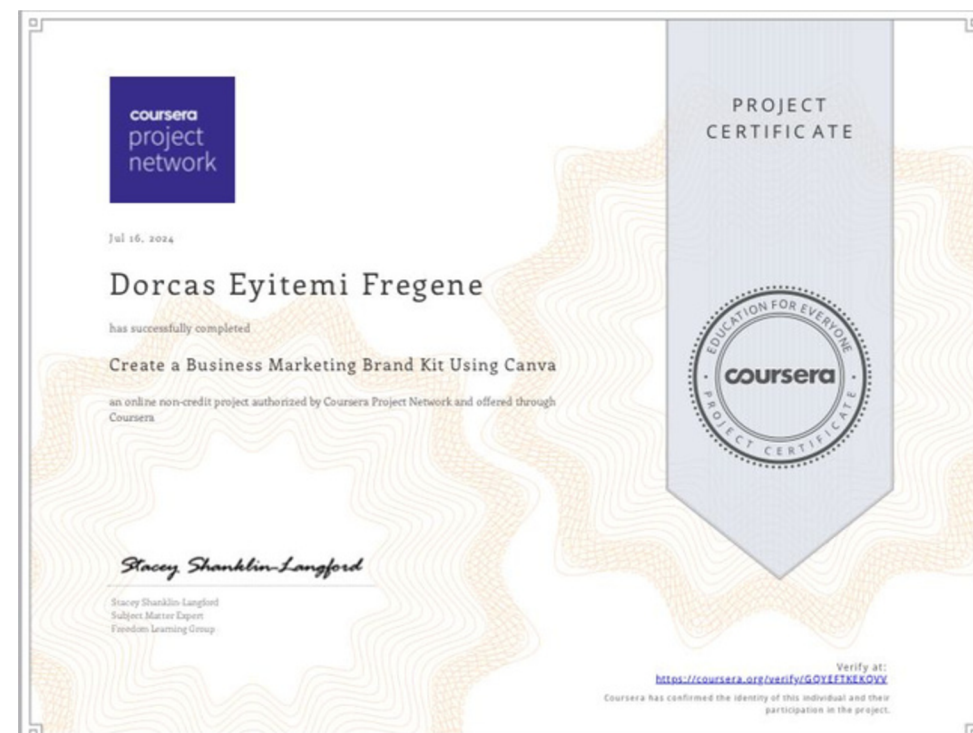 coursera
project
network
PROJECT
CERTIFICATE
Jul 16, 2024
Dorcas Eyitemi Fregene
has successfully completed
Create a Business Marketing Brand Kit Using Canva
an online non-credit project authorized by Coursera Project Network and offered through
Coursera
EDUCATION FOR EVERYONE
coursera
PROJECT CERTIFICATE
Stacey Shanklin-Langford
Stacey Shanklin-Langford
Subject Matter Expert
Freedom Learning Group
Verify at:
https://coursera.org/verify/GOYEFTKEKOVV
Coursera has confirmed the identity of this individual and their
participation in the project.